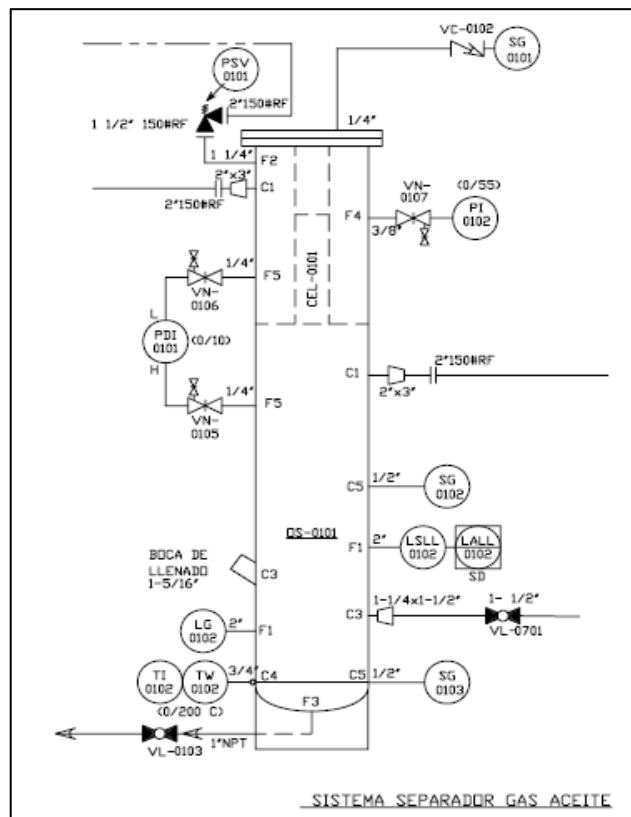 VC-0102
SG
0101
PSV
0101
2"150#RF
1 1/2" 150#RF
1/4"
1 1/4"
F2
2"x3"
C1
2"150#RF
VN-
0107
(0/55)
F4
3/8"
PI
0102
CEL-0101
1/4"
F5
VN-
0106
L
PDI
0101
(0/10)
H
1/4"
F5
VN-
0105
C1
2"150#RF
2"x3"
C5
1/2"
SG
0102
DS-0101
F1
2"
LSLL
0102
LALL
0102
SD
BOCA DE
LLENADO
1-5/16"
C3
C3
1-1/4x1-1/2"
1- 1/2"
VL-0701
LG
0102
2"
F1
TI
0102
TW
0102
3/4"
C4
(0/200 C)
C5
1/2"
SG
0103
F3
VL-0103
1"NPT
SISTEMA SEPARADOR GAS ACEITE